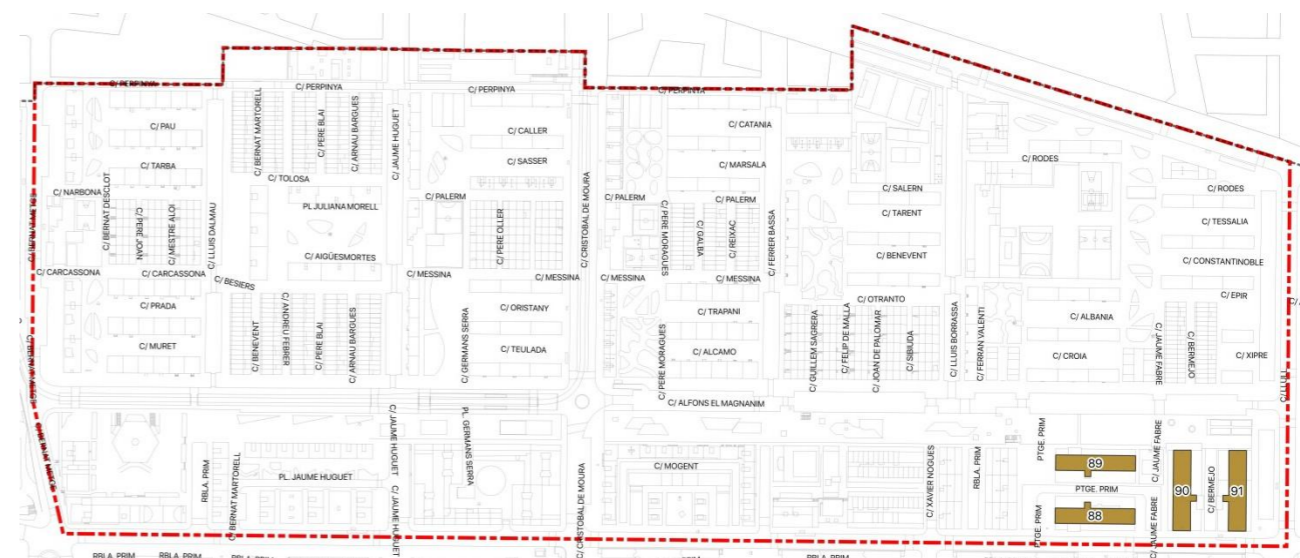 C/ PERPINYA
C/ PERPINYA
C/ PERPINYA
C/ PERPINYA
C/ PAU
C/ BERNAT MARTORELL
C/ PERE BLAI
C/ ARNAU BARGUES
C/ JAUME HUGUET
C/ CALLER
C/ CATANIA
C/ TARBA
C/ SASSER
C/ MARSALA
C/ RODES
C/ TOLOSA
C/ NARBONA
C/ SALERN
C/ RODES
C/ PALERM
C/ PALERM
C/ PALERM
PL JULIANA MORELL
C/ BERNAT DESCLOT
C/ PERE JOAN
C/ MESTRE ALOI
C/ LLUIS DALMAU
C/ PERE OLLER
C/ CRISTOBAL DE MOURA
C/ PERE MORAGUES
C/ GALBA
C/ REIXAC
C/ FERRER BASSA
C/ TARENT
C/ TESSALIA
C/ AIGÜESMORTES
C/ BENEVENT
C/ CONSTANTINOBLE
C/ CARCASSONA
C/ CARCASSONA
C/ BESIERS
C/ MESSINA
C/ MESSINA
C/ MESSINA
C/ MESSINA
C/ PRADA
C/ ORISTANY
C/ OTRANTO
C/ EPIR
C/ TRAPANI
C/ ALBANIA
C/ BENEVENT
C/ ANDREU FEBRER
C/ PERE BLAI
C/ ARNAU BARGUES
C/ GERMANS SERRA
C/ PERE MORAGUES
C/ GUILLEM SAGRERA
C/ FELIP DE MALLA
C/ JOAN DE PALOMAR
C/ SIBIUDA
C/ LLUIS BORRASSA
C/ FERRAN VALENTI
C/ JAUME FABRE
C/ BERMEJO
C/ MURET
C/ TEULADA
C/ ALCAMO
C/ CROIA
C/ XIPRE
C/ LLULL
C/ ALFONS EL MAGNANIM
C/ JAUME HUGUET
PL. GERMANS SERRA
PTGE. PRIM
C/ JAUME FABRE
RBLA. PRIM
C/ BERNAT MARTORELL
PL. JAUME HUGUET
C/ MOGENT
C/ XAVIER NOGUES
RBLA. PRIM
89
90
C/ BERMEJO
91
PTGE. PRIM
88
C/ JAUME HUGUET
C/ CRISTOBAL DE MOURA
PTGE. PRIM
C/ JAUME FABRE
RBLA. PRIM
RBLA. PRIM
RBLA. PRIM